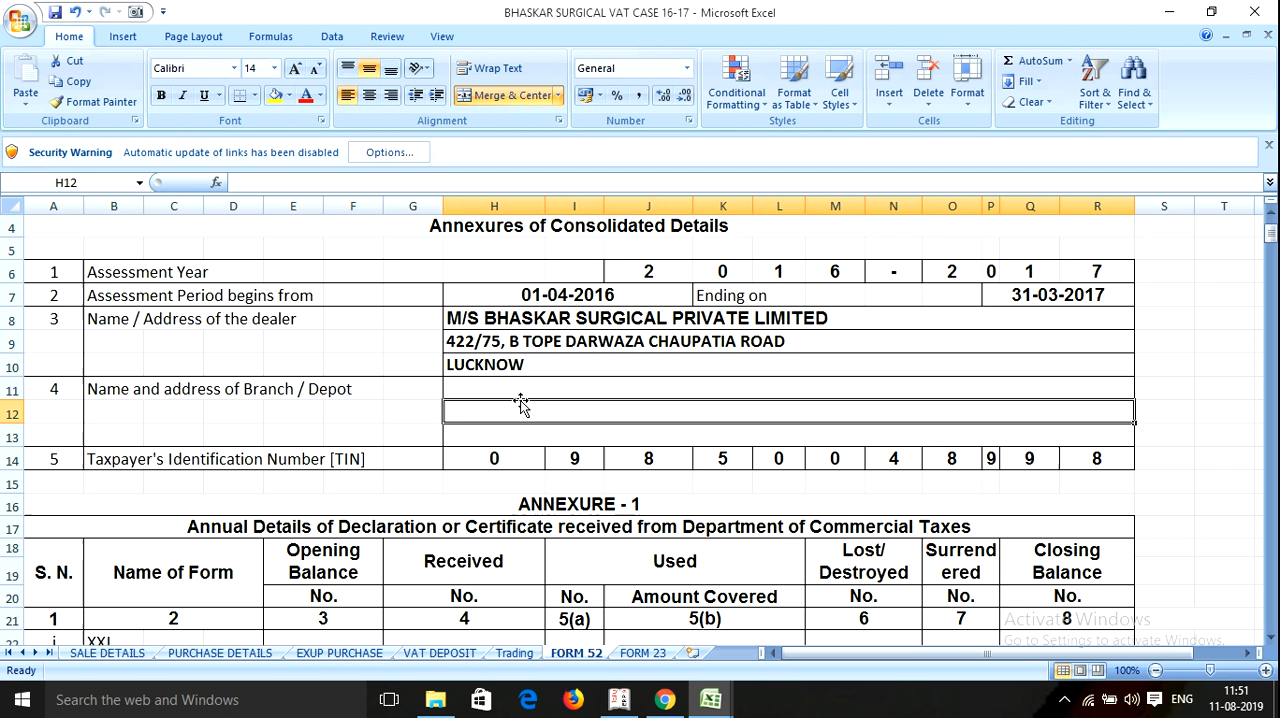 BHASKAR SURGICAL VAT CASE 16-17 - Microsoft Excel
Home Insert Page Layout Formulas Data Review View
Paste Cut Copy Format Painter Clipboard
Calibri 14 A A B I U A Font
Wrap Text Merge & Center Alignment
General % , Number
Conditional Formatting Format as Table Cell Styles Styles
Insert Delete Format Cells
Σ AutoSum Fill Clear Sort & Filter Find & Select Editing
Security Warning Automatic update of links has been disabled Options...
H12 fx
A B C D E F G H I J K L M N O P Q R S T
4 Annexures of Consolidated Details
5
6 1 Assessment Year 2 0 1 6 - 2 0 1 7
7 2 Assessment Period begins from 01-04-2016 Ending on 31-03-2017
8 3 Name / Address of the dealer M/S BHASKAR SURGICAL PRIVATE LIMITED
9 422/75, B TOPE DARWAZA CHAUPATIA ROAD
10 LUCKNOW
11 4 Name and address of Branch / Depot
12
13
14 5 Taxpayer's Identification Number [TIN] 0 9 8 5 0 0 4 8 9 9 8
15
16 ANNEXURE - 1
17 Annual Details of Declaration or Certificate received from Department of Commercial Taxes
18 Opening Lost/ Surrend Closing
19 S. N. Name of Form Balance Received Used Destroyed ered Balance
20 No. No. No. Amount Covered No. No. No.
21 1 2 3 4 5(a) 5(b) 6 7 8
22 i XXI
Activate Windows
Go to Settings to activate Windows.
SALE DETAILS PURCHASE DETAILS EXUP PURCHASE VAT DEPOSIT Trading FORM 52 FORM 23
Ready 100%
Search the web and Windows ENG 11:51
11-08-2019